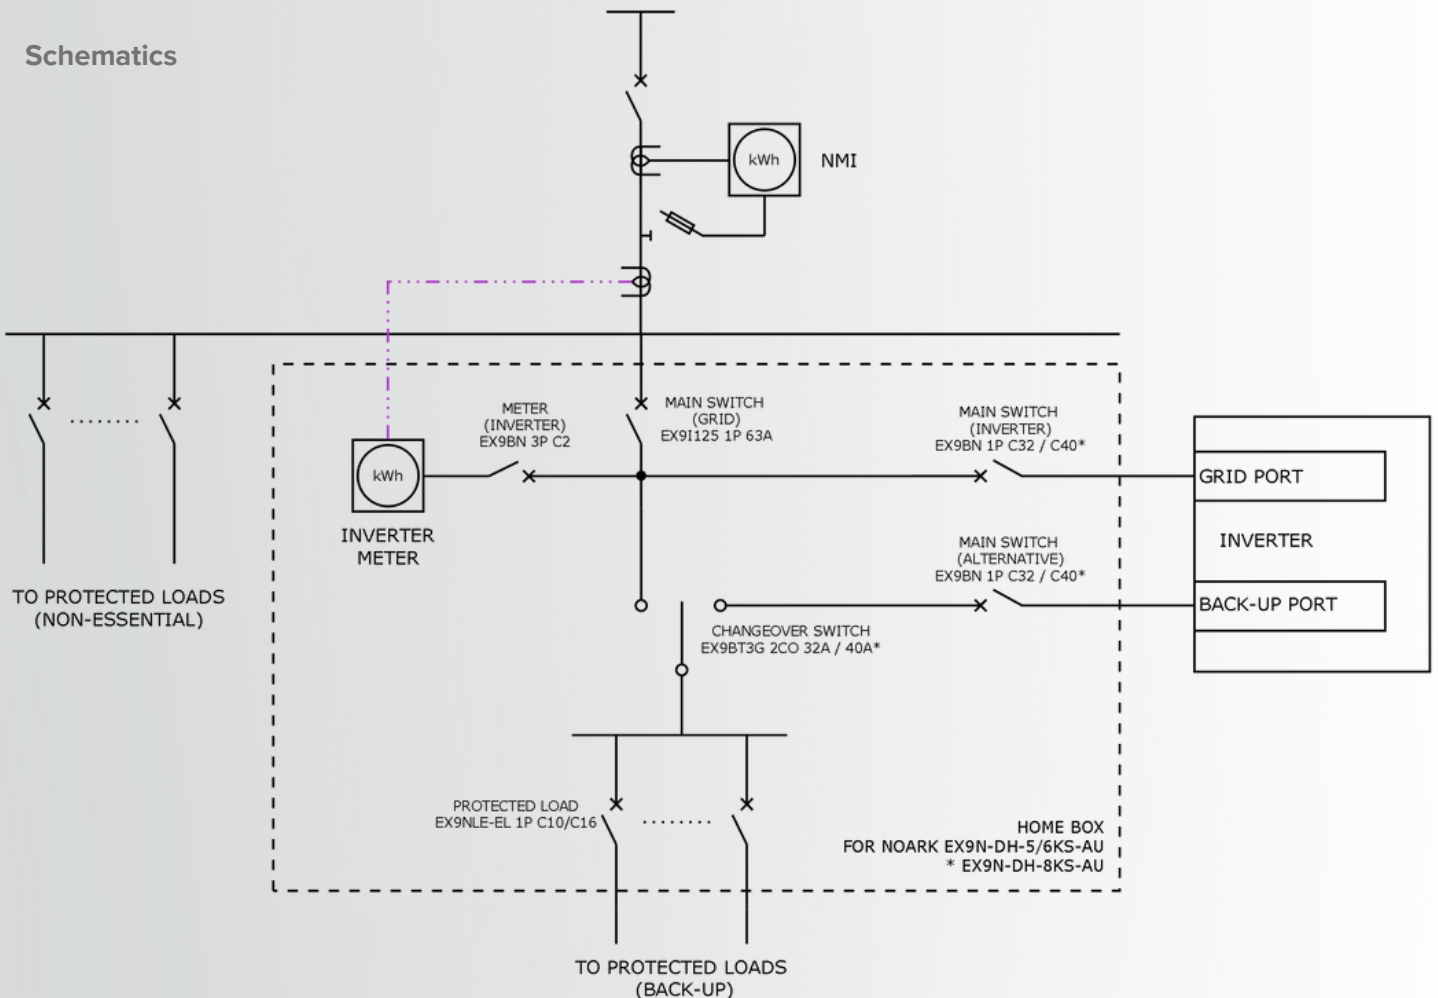 Schematics
kWh
NMI
METER
(INVERTER)
EX9BN 3P C2
MAIN SWITCH
(GRID)
EX9I125 1P 63A
MAIN SWITCH
(INVERTER)
EX9BN 1P C32 / C40*
kWh
INVERTER
METER
GRID PORT
INVERTER
BACK-UP PORT
MAIN SWITCH
(ALTERNATIVE)
EX9BN 1P C32 / C40*
TO PROTECTED LOADS
(NON-ESSENTIAL)
CHANGEOVER SWITCH
EX9BT3G 2CO 32A / 40A*
PROTECTED LOAD
EX9NLE-EL 1P C10/C16
HOME BOX
FOR NOARK EX9N-DH-5/6KS-AU
* EX9N-DH-8KS-AU
TO PROTECTED LOADS
(BACK-UP)